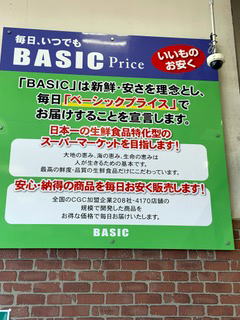 毎日、いつでも
BASIC Price
いいものお安く
「BASIC」は新鮮・安さを理念とし、
毎日「ベーシックプライス」で
お届けすることを宣言します。
日本一の生鮮食品特化型の
スーパーマーケットを目指します!
大地の恵み、海の恵み、生命の恵みは
人が生きるための基本です。
最高の鮮度・品質の生鮮食品だけにこだわっています。
安心・納得の商品を毎日お安く販売します!
全国のCGC加盟企業208社・4170店舗の
規模で開発した商品を
お得な価格で毎日お届けいたします。
BASIC